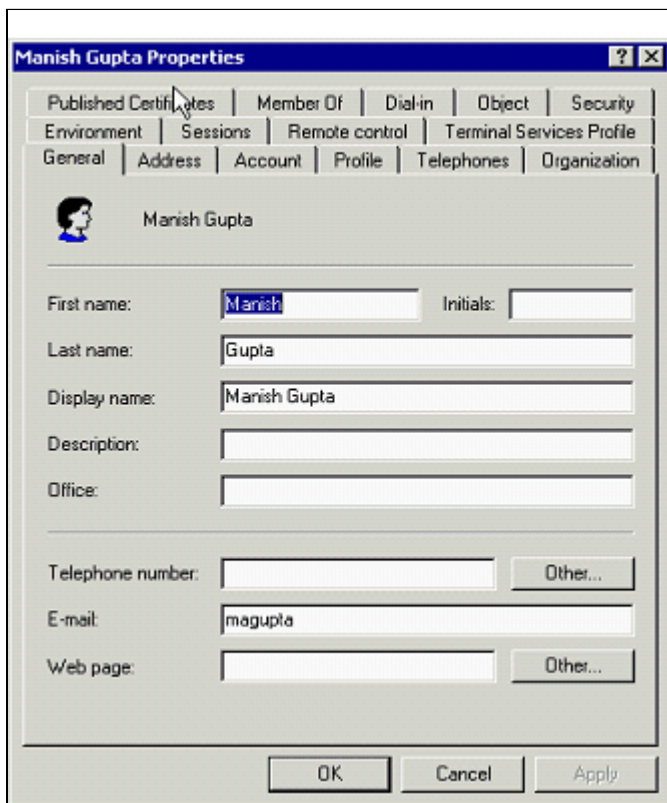 Manish Gupta Properties
Published Certificates Member Of Dial-in Object Security
Environment Sessions Remote control Terminal Services Profile
General Address Account Profile Telephones Organization
Manish Gupta
First name: Manish Initials:
Last name: Gupta
Display name: Manish Gupta
Description:
Office:
Telephone number: Other...
E-mail: magupta
Web page: Other...
OK Cancel Apply